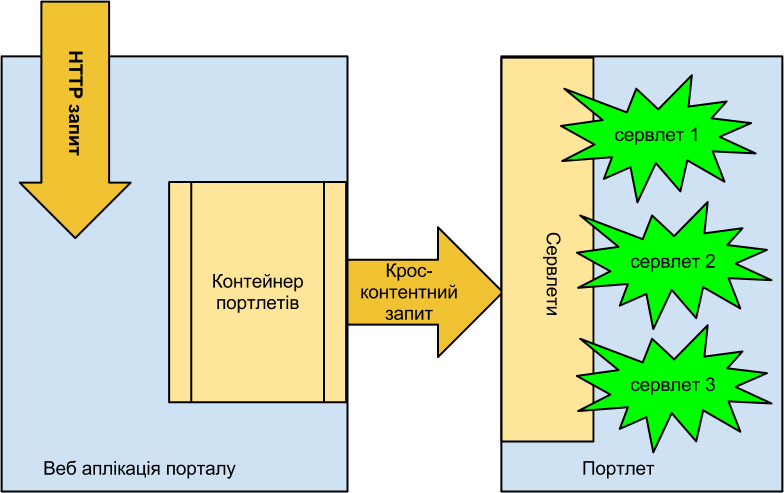 HTTP запит
Контейнер
портлетів
Веб аплікація порталу
Крос-
контентний
запит
Сервлети
сервлет 1
сервлет 2
сервлет 3
Портлет